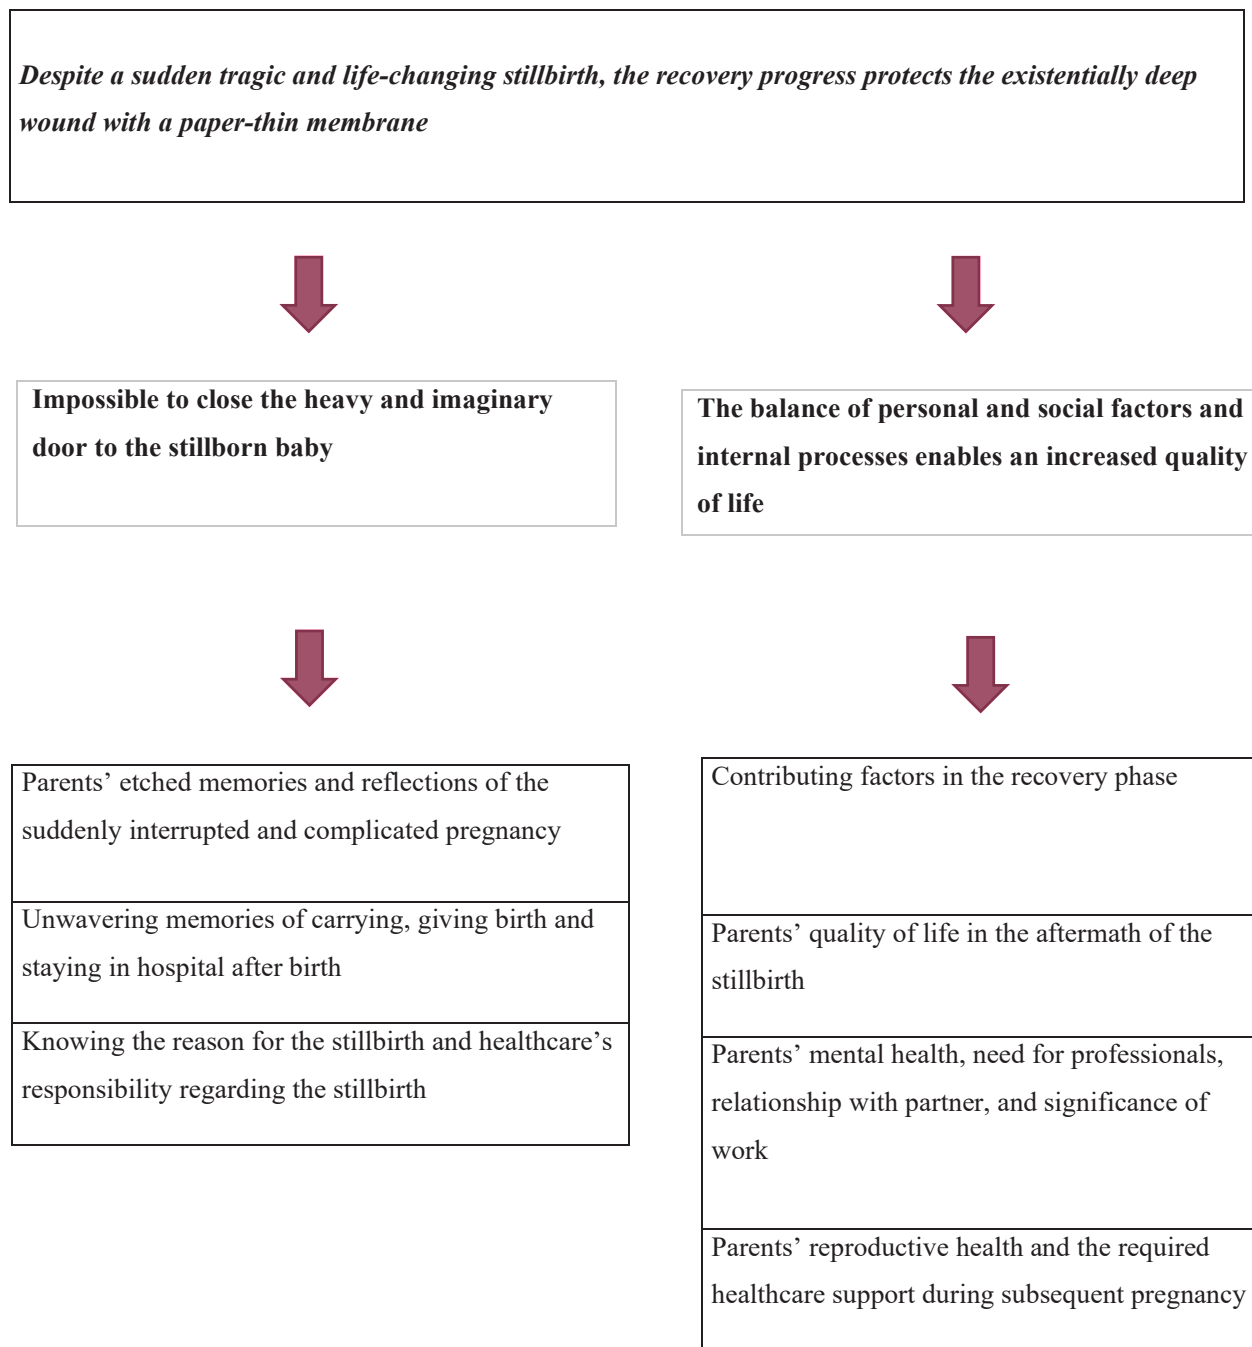 Despite a sudden tragic and life-changing stillbirth, the recovery progress protects the existentially deep
wound with a paper-thin membrane
Impossible to close the heavy and imaginary
door to the stillborn baby
The balance of personal and social factors and
internal processes enables an increased quality
of life
Parents’ etched memories and reflections of the
suddenly interrupted and complicated pregnancy
Unwavering memories of carrying, giving birth and
staying in hospital after birth
Knowing the reason for the stillbirth and healthcare’s
responsibility regarding the stillbirth
Contributing factors in the recovery phase
Parents’ quality of life in the aftermath of the
stillbirth
Parents’ mental health, need for professionals,
relationship with partner, and significance of
work
Parents’ reproductive health and the required
healthcare support during subsequent pregnancy